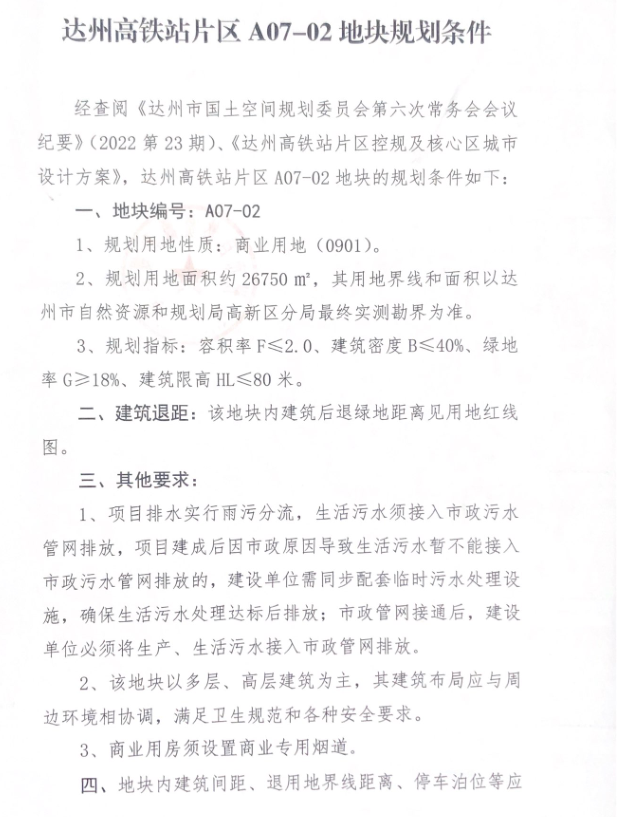 达州高铁站片区 A07-02 地块规划条件
经查阅《达州市国土空间规划委员会第六次常务会会议
纪要》(2022 第 23 期)、《达州高铁站片区控规及核心区城市
设计方案》,达州高铁站片区 A07-02 地块的规划条件如下:
一、地块编号:A07-02
1、规划用地性质:商业用地(0901)。
2、规划用地面积约 26750 ㎡,其用地界线和面积以达
州市自然资源和规划局高新区分局最终实测勘界为准。
3、规划指标:容积率 F≤2.0、建筑密度 B≤40%、绿地
率 G≥18%、建筑限高 HL≤80 米。
二、建筑退距:该地块内建筑后退绿地距离见用地红线
图。
三、其他要求:
1、项目排水实行雨污分流,生活污水须接入市政污水
管网排放,项目建成后因市政原因导致生活污水暂不能接入
市政污水管网排放的,建设单位需同步配套临时污水处理设
施,确保生活污水处理达标后排放;市政管网接通后,建设
单位必须将生产、生活污水接入市政管网排放。
2、该地块以多层、高层建筑为主,其建筑布局应与周
边环境相协调,满足卫生规范和各种安全要求。
3、商业用房须设置商业专用烟道。
四、地块内建筑间距、退用地界线距离、停车泊位等应